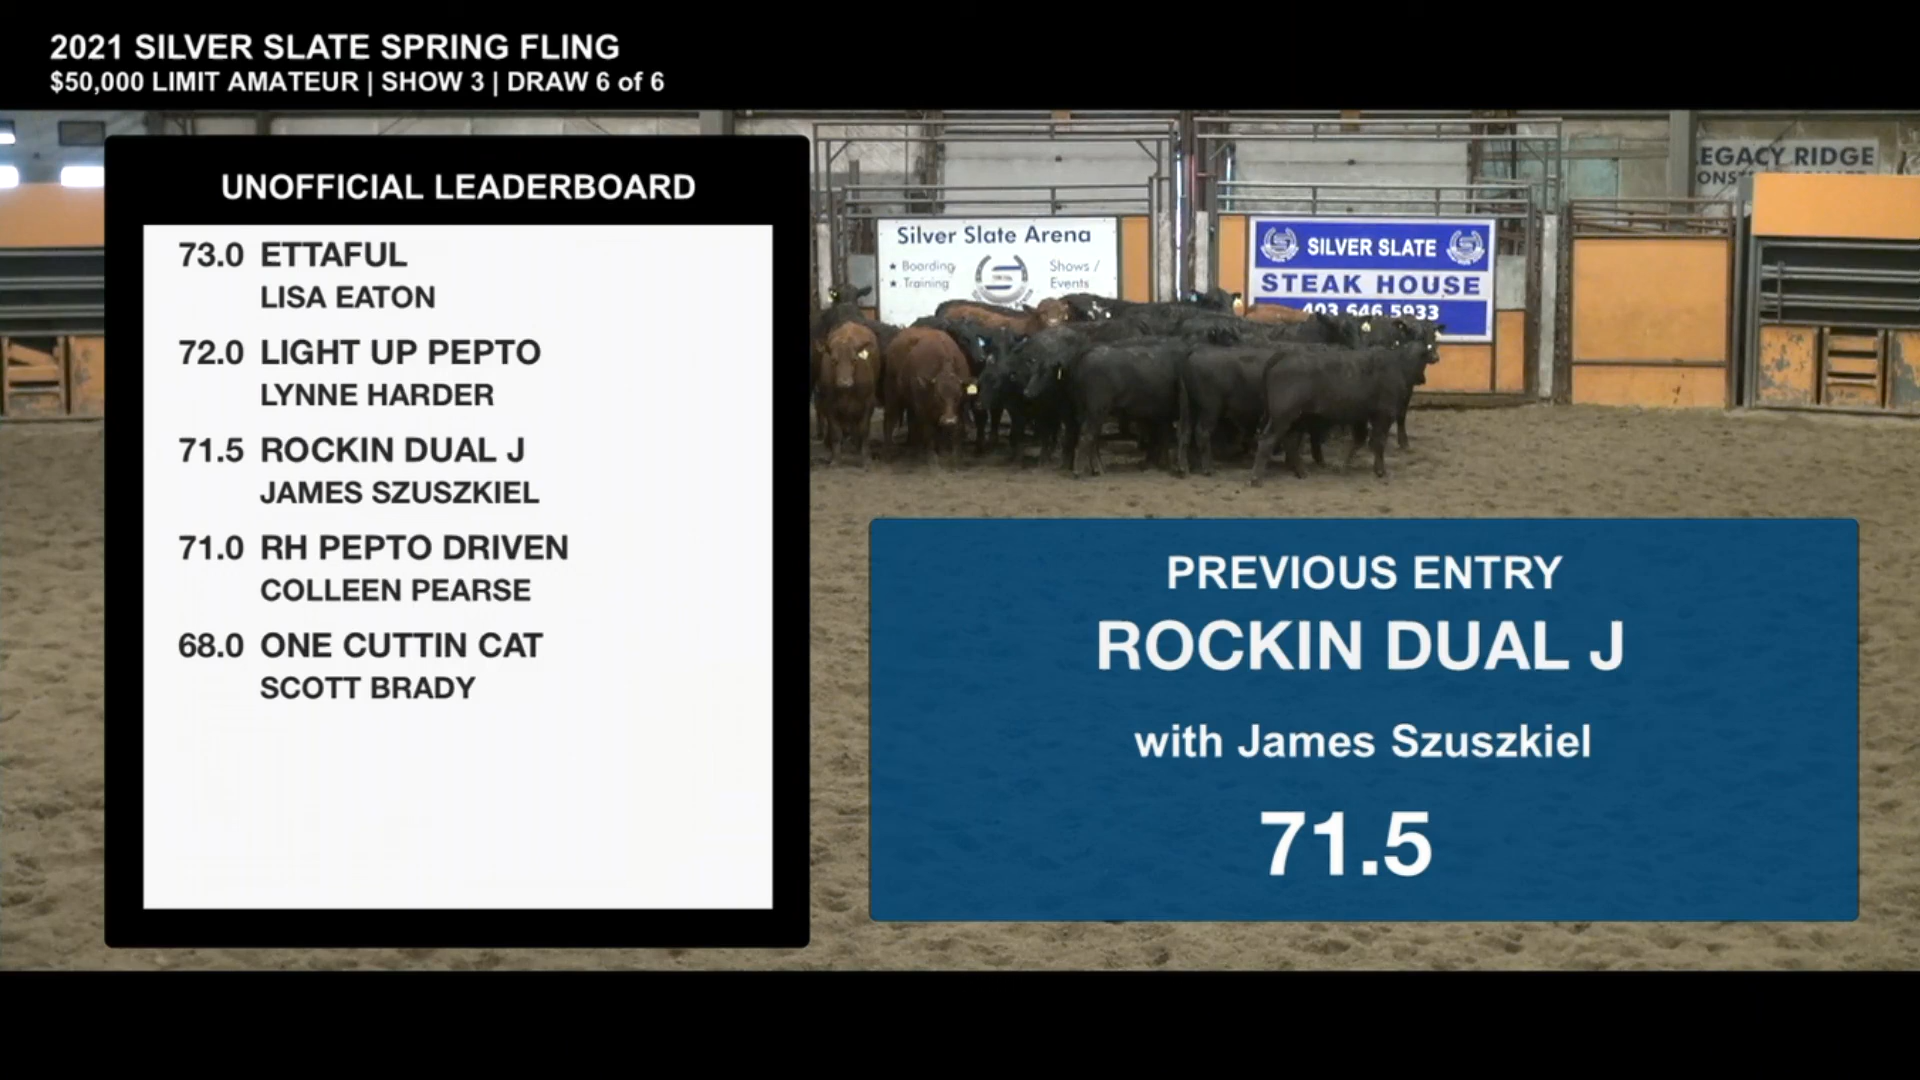 2021 SILVER SLATE SPRING FLING
$50,000 LIMIT AMATEUR | SHOW 3 | DRAW 6 of 6
UNOFFICIAL LEADERBOARD
73.0 ETTAFUL
LISA EATON
72.0 LIGHT UP PEPTO
LYNNE HARDER
71.5 ROCKIN DUAL J
JAMES SZUSZKIEL
71.0 RH PEPTO DRIVEN
COLLEEN PEARSE
68.0 ONE CUTTIN CAT
SCOTT BRADY
Silver Slate Arena
★ Boarding
★ Training
Shows /
Events
SILVER SLATE
STEAK HOUSE
403 646 5933
EGACY RIDGE
PREVIOUS ENTRY
ROCKIN DUAL J
with James Szuszkiel
71.5